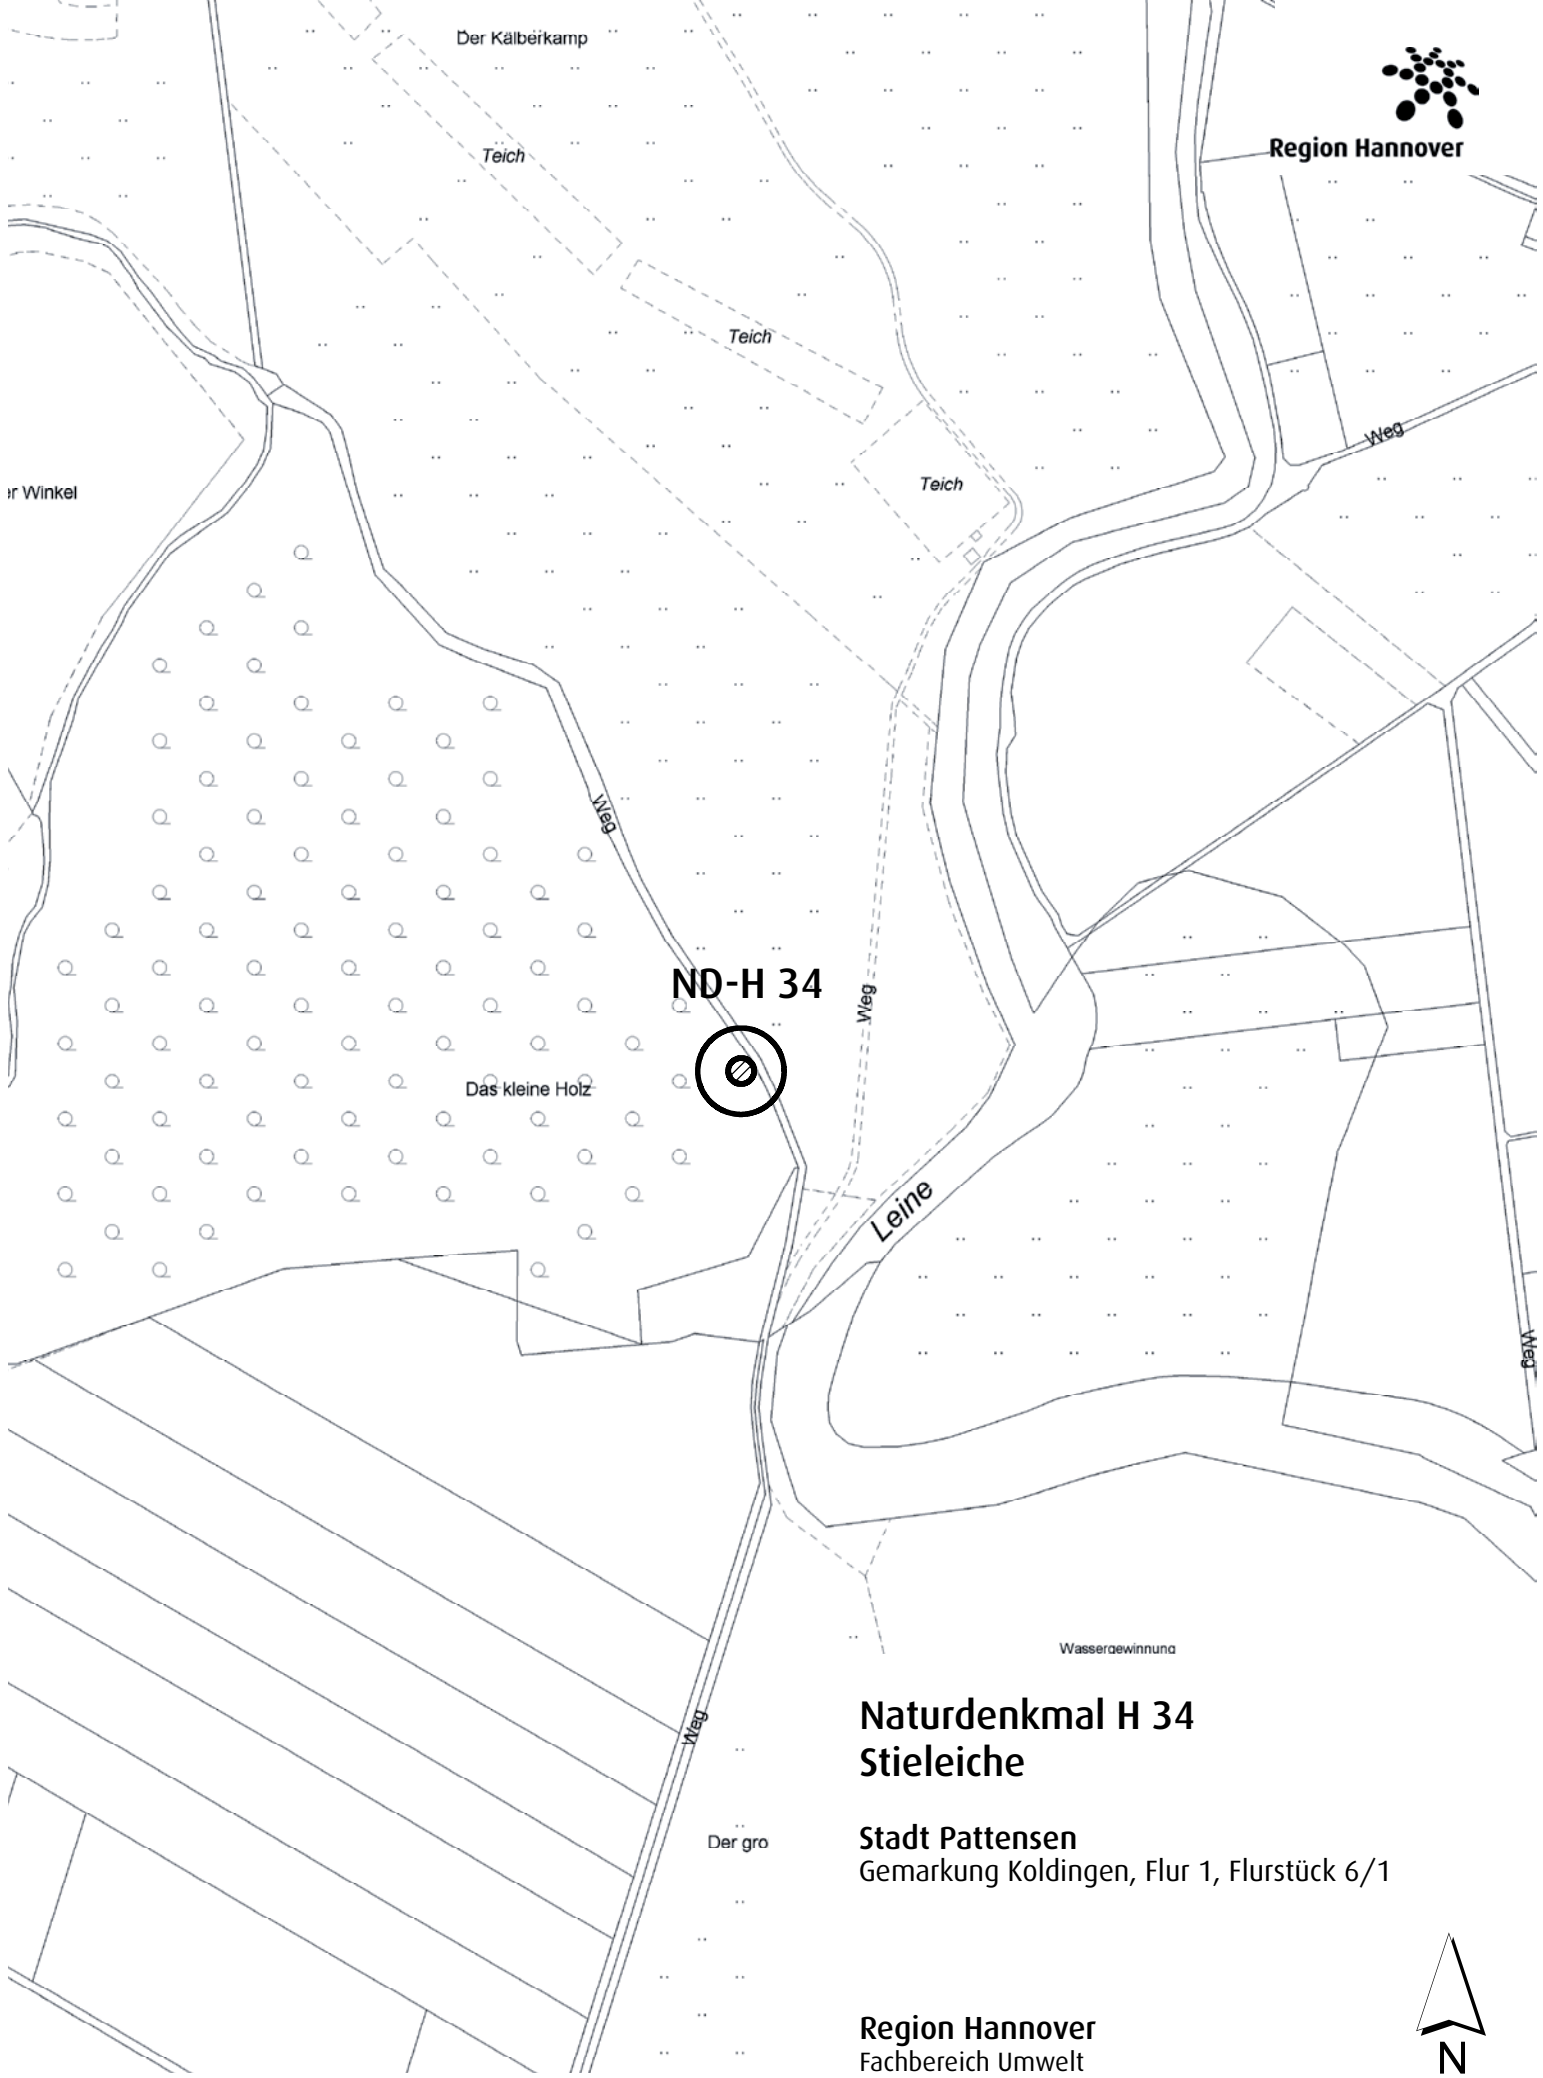 Der Kälberkamp
Region Hannover
Teich
Teich
Weg
Teich
er Winkel
Weg
ND-H 34
Weg
Das kleine Holz
Leine
Weg
Wassergewinnung
Naturdenkmal H 34
Stieleiche
Weg
Stadt Pattensen
Der gro
Gemarkung Koldingen, Flur 1, Flurstück 6/1
Region Hannover
Fachbereich Umwelt
N